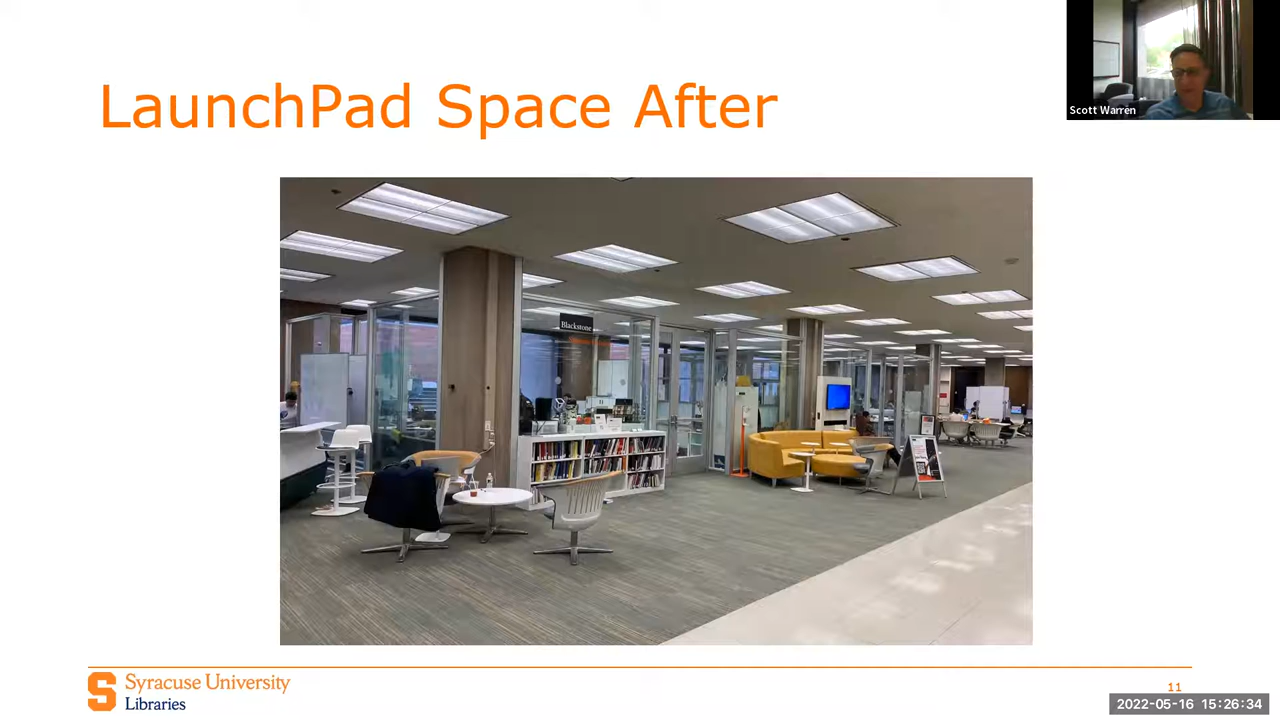 LaunchPad Space After
Scott Warren
Blackstone
S
Syracuse University
Libraries
11
2022-05-16 15:26:34